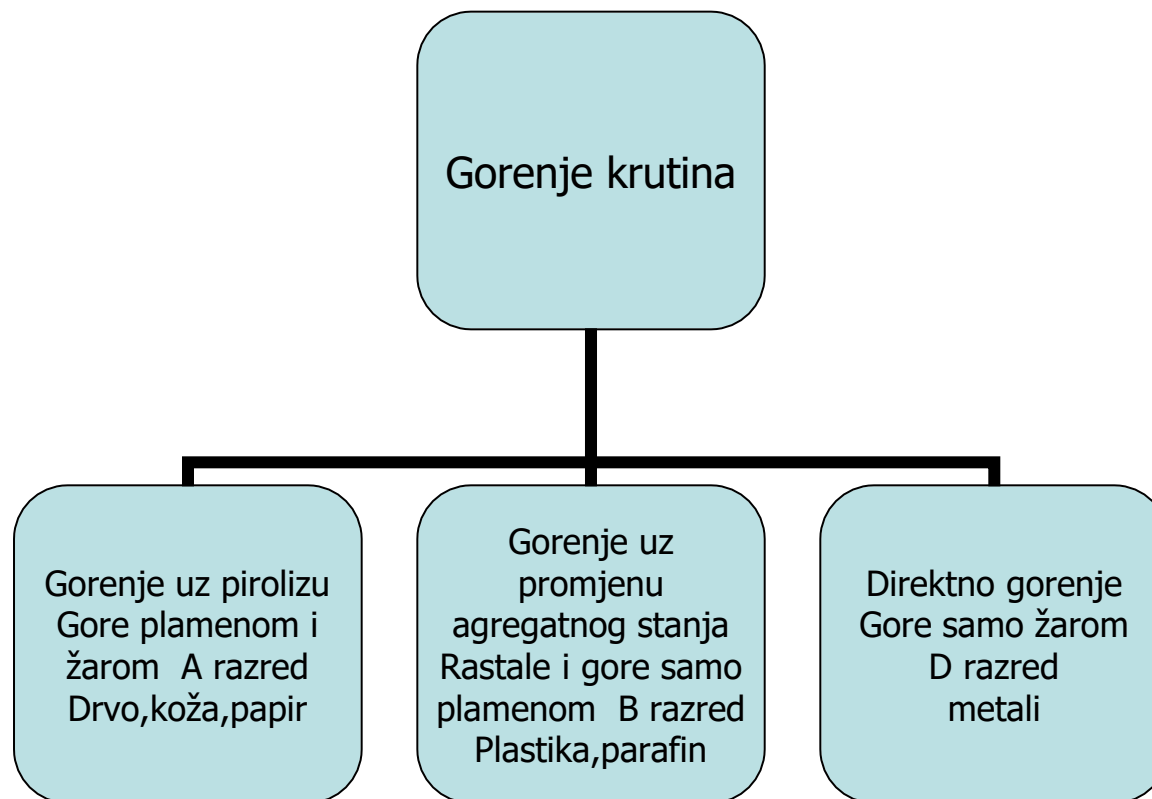 Gorenje krutina
Gorenje uz pirolizu
Gore plamenom i
žarom  A razred
Drvo,koža,papir
Gorenje uz
promjenu
agregatnog stanja
Rastale i gore samo
plamenom  B razred
Plastika,parafin
Direktno gorenje
Gore samo žarom
D razred
metali